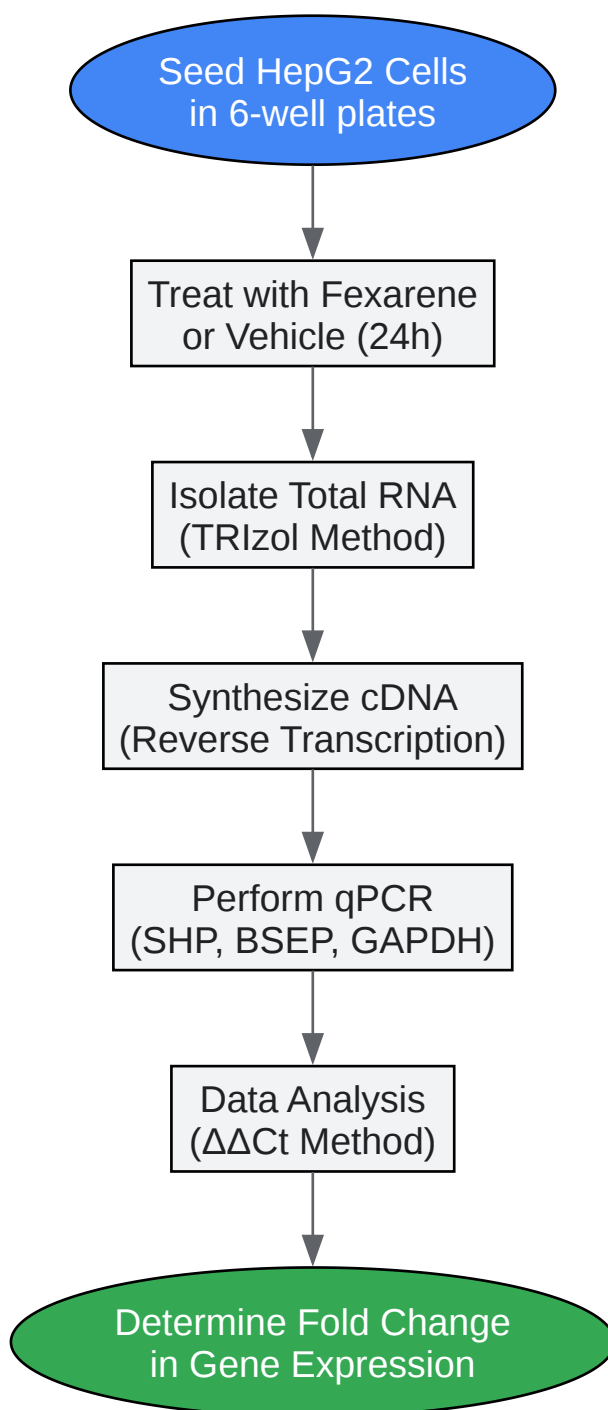 Seed HepG2 Cells
in 6-well plates
Treat with Fexarene
or Vehicle (24h)
Isolate Total RNA
(TRIzol Method)
Synthesize cDNA
(Reverse Transcription)
Perform qPCR
(SHP, BSEP, GAPDH)
Data Analysis
(ΔΔCt Method)
Determine Fold Change
in Gene Expression